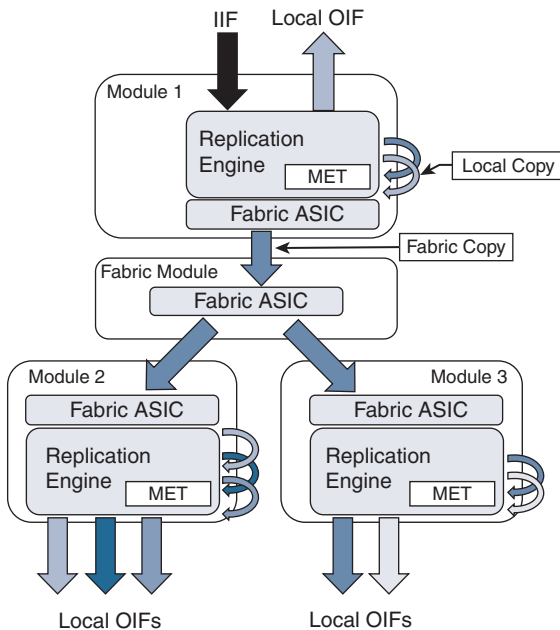 IIF
Local OIF
Module 1
Replication
Engine
MET
Local Copy
Fabric ASIC
Fabric Copy
Fabric Module
Fabric ASIC
Module 2
Fabric ASIC
Replication
Engine
MET
Local OIFs
Module 3
Fabric ASIC
Replication
Engine
MET
Local OIFs